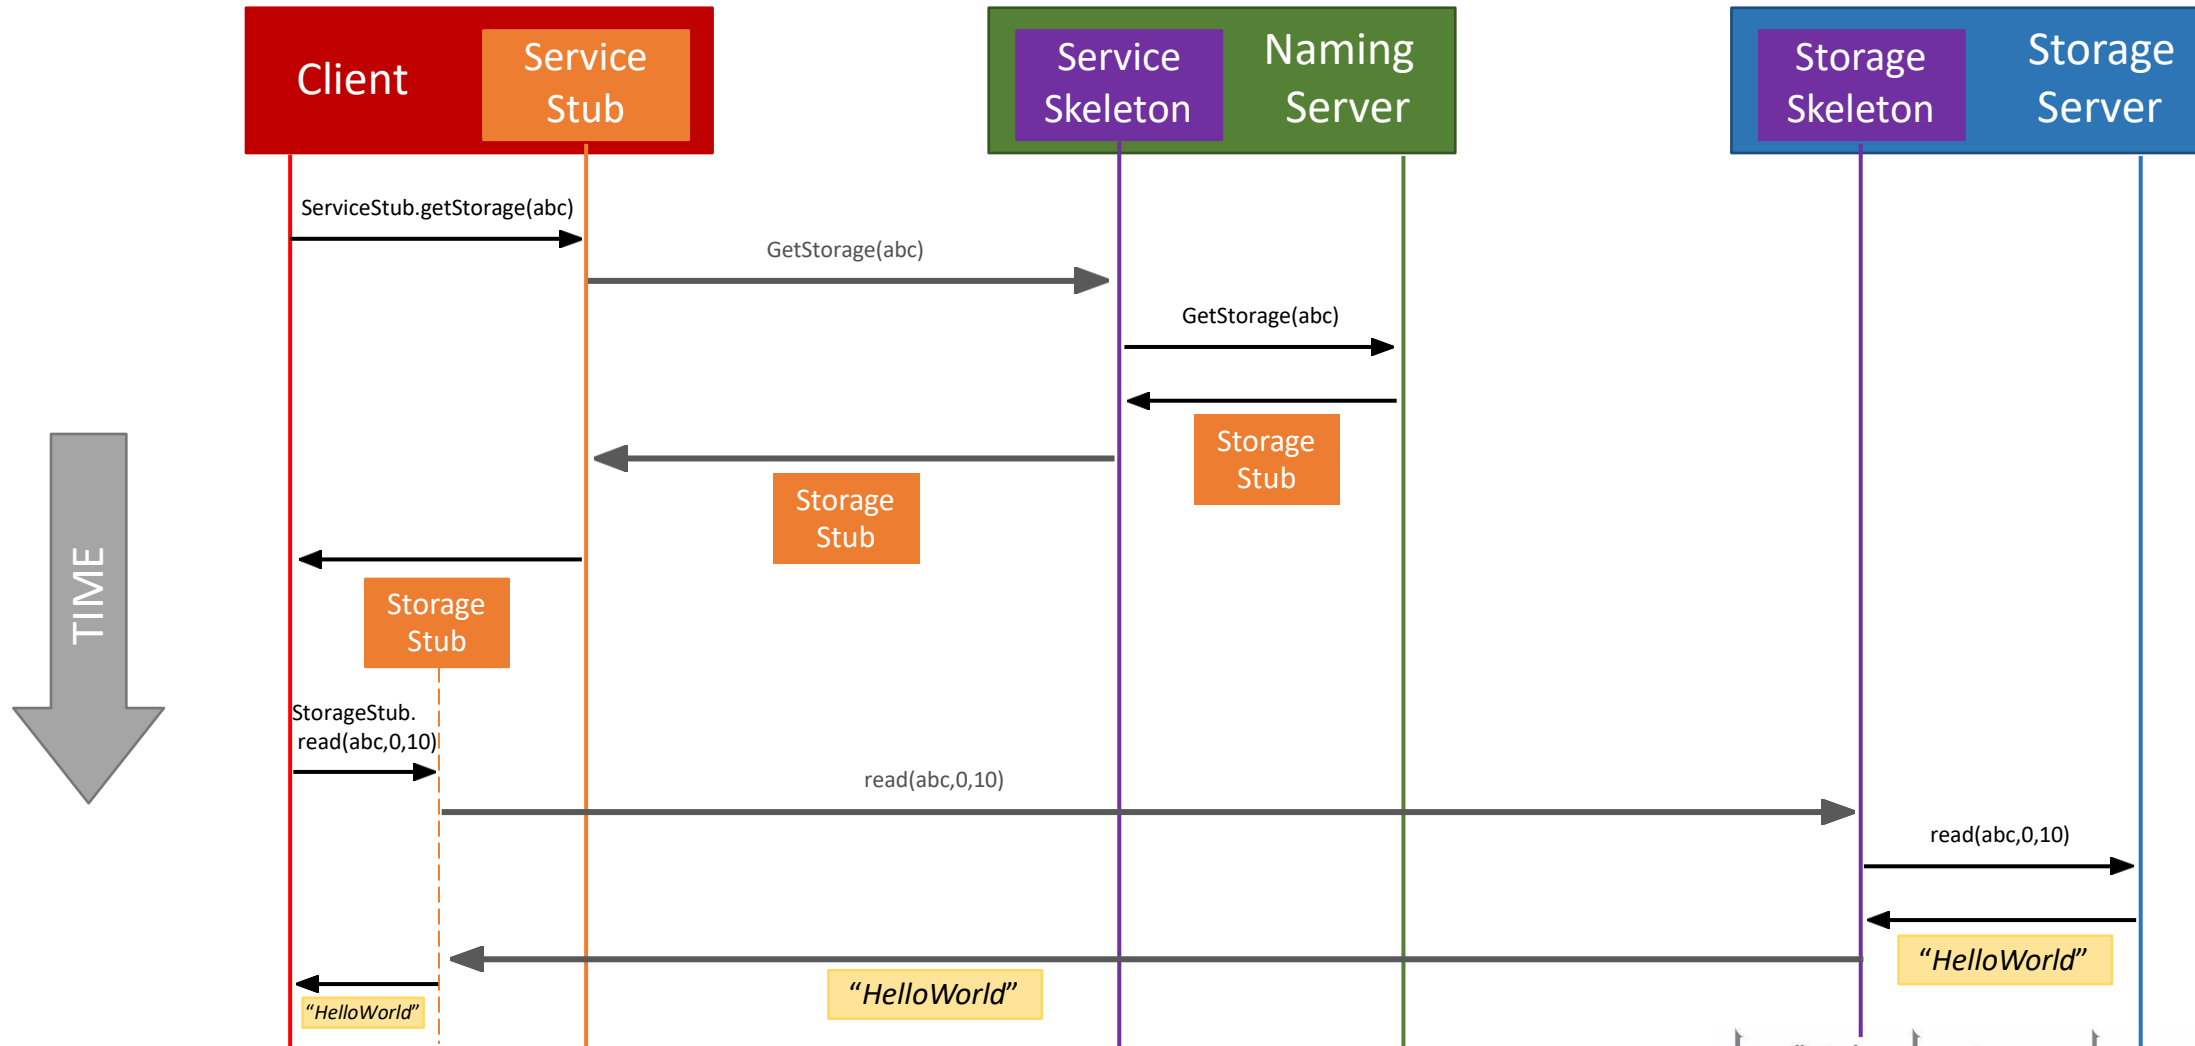 Client
Service
Stub
Service
Skeleton
Naming
Server
Storage
Skeleton
Storage
Server
ServiceStub.getStorage(abc)
GetStorage(abc)
GetStorage(abc)
Storage
Stub
Storage
Stub
Storage
Stub
TIME
StorageStub.
read(abc,0,10)
read(abc,0,10)
read(abc,0,10)
“HelloWorld”
“HelloWorld”
“HelloWorld”